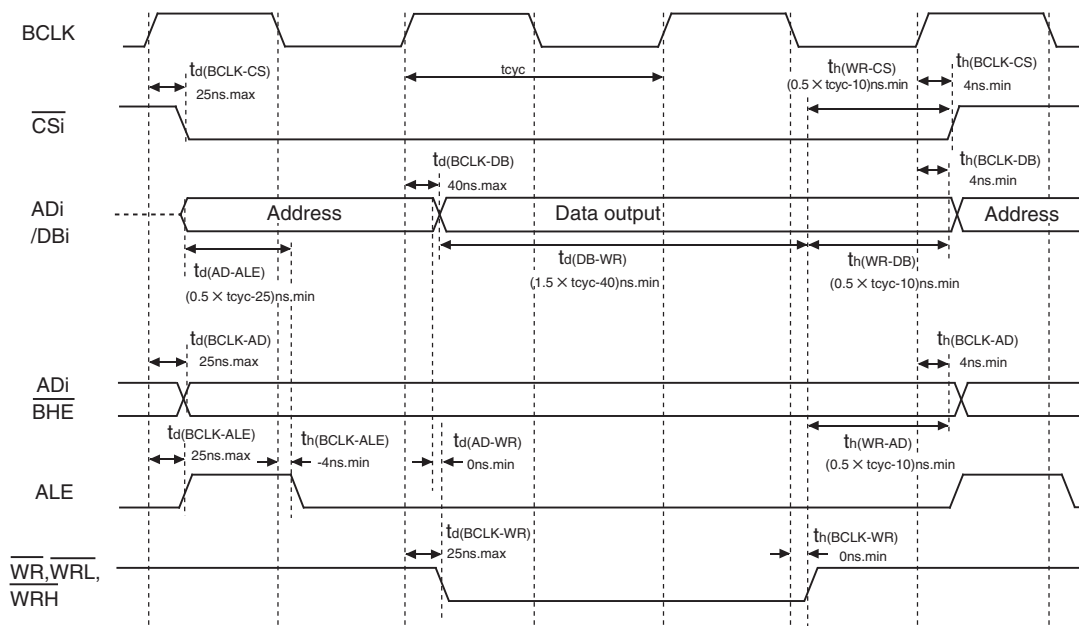 BCLK
td(BCLK-CS)
25ns.max
tcyc
th(WR-CS)
(0.5 × tcyc-10)ns.min
th(BCLK-CS)
4ns.min
CSi
td(BCLK-DB)
40ns.max
th(BCLK-DB)
4ns.min
ADi
/DBi
Address
Data output
Address
td(AD-ALE)
(0.5 × tcyc-25)ns.min
td(DB-WR)
(1.5 × tcyc-40)ns.min
th(WR-DB)
(0.5 × tcyc-10)ns.min
td(BCLK-AD)
25ns.max
th(BCLK-AD)
4ns.min
ADi
BHE
td(BCLK-ALE)
25ns.max
th(BCLK-ALE)
-4ns.min
td(AD-WR)
0ns.min
th(WR-AD)
(0.5 × tcyc-10)ns.min
ALE
td(BCLK-WR)
25ns.max
th(BCLK-WR)
0ns.min
WR,WRL,
WRH